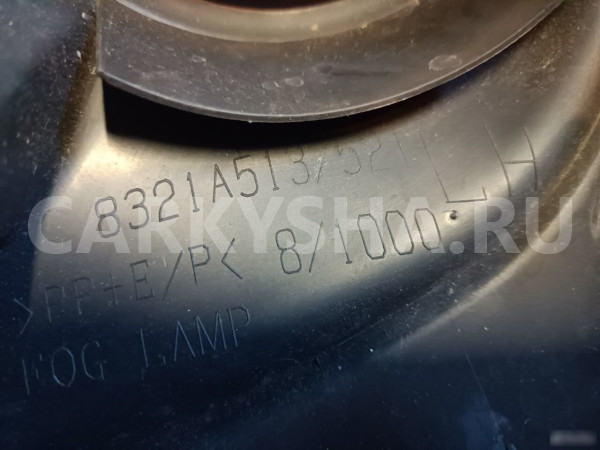 8321A513/521 LH
CARKYSHA.RU
>PP+E/P< 8/1000
FOG LAMP